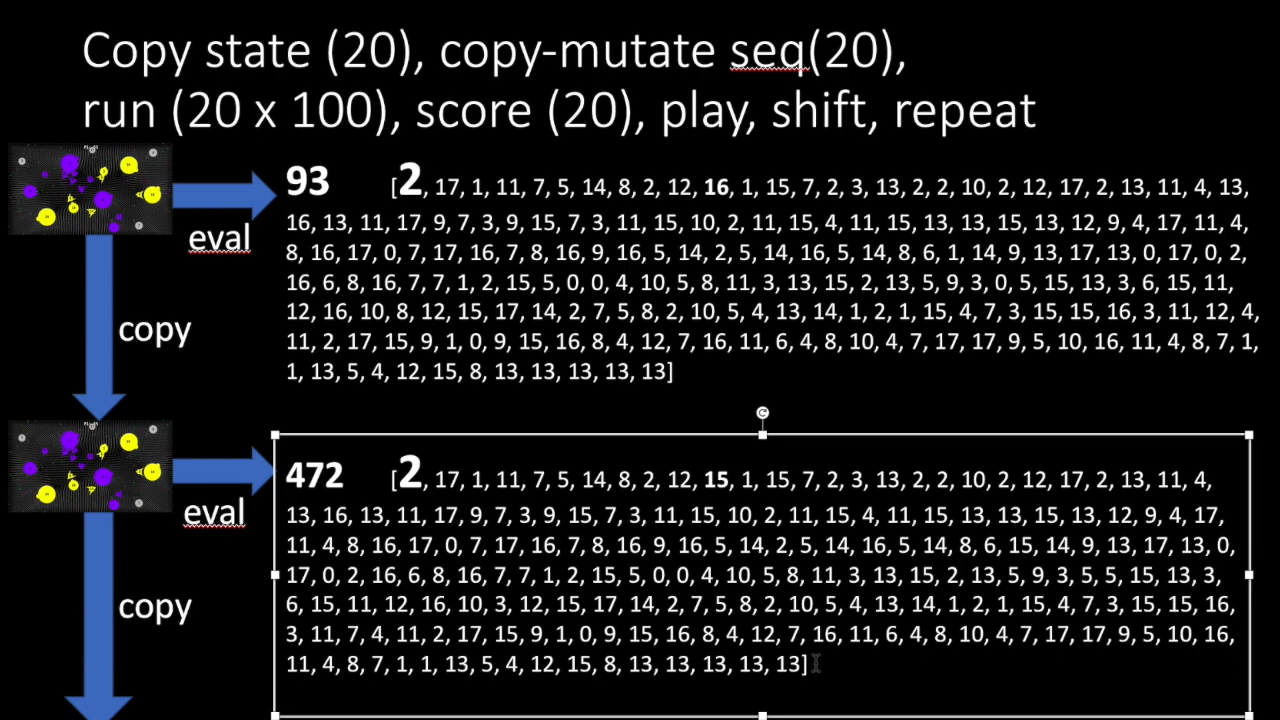 Copy state (20), copy-mutate seq(20),
run (20 x 100), score (20), play, shift, repeat
93 [2, 17, 1, 11, 7, 5, 14, 8, 2, 12, 16, 1, 15, 7, 2, 3, 13, 2, 2, 10, 2, 12, 17, 2, 13, 11, 4, 13,
16, 13, 11, 17, 9, 7, 3, 9, 15, 7, 3, 11, 15, 10, 2, 11, 15, 4, 11, 15, 13, 13, 15, 13, 12, 9, 4, 17, 11, 4,
8, 16, 17, 0, 7, 17, 16, 7, 8, 16, 9, 16, 5, 14, 2, 5, 14, 16, 5, 14, 8, 6, 1, 14, 9, 13, 17, 13, 0, 17, 0, 2,
16, 6, 8, 16, 7, 7, 1, 2, 15, 5, 0, 0, 4, 10, 5, 8, 11, 3, 13, 15, 2, 13, 5, 9, 3, 0, 5, 15, 13, 3, 6, 15, 11,
12, 16, 10, 8, 12, 15, 17, 14, 2, 7, 5, 8, 2, 10, 5, 4, 13, 14, 1, 2, 1, 15, 4, 7, 3, 15, 15, 16, 3, 11, 12, 4,
11, 2, 17, 15, 9, 1, 0, 9, 15, 16, 8, 4, 12, 7, 16, 11, 6, 4, 8, 10, 4, 7, 17, 17, 9, 5, 10, 16, 11, 4, 8, 7, 1,
1, 13, 5, 4, 12, 15, 8, 13, 13, 13, 13, 13]
eval
copy
472 [2, 17, 1, 11, 7, 5, 14, 8, 2, 12, 15, 1, 15, 7, 2, 3, 13, 2, 2, 10, 2, 12, 17, 2, 13, 11, 4,
13, 16, 13, 11, 17, 9, 7, 3, 9, 15, 7, 3, 11, 15, 10, 2, 11, 15, 4, 11, 15, 13, 13, 15, 13, 12, 9, 4, 17,
11, 4, 8, 16, 17, 0, 7, 17, 16, 7, 8, 16, 9, 16, 5, 14, 2, 5, 14, 16, 5, 14, 8, 6, 15, 14, 9, 13, 17, 13, 0,
17, 0, 2, 16, 6, 8, 16, 7, 7, 1, 2, 15, 5, 0, 0, 4, 10, 5, 8, 11, 3, 13, 15, 2, 13, 5, 9, 3, 5, 5, 15, 13, 3,
6, 15, 11, 12, 16, 10, 3, 12, 15, 17, 14, 2, 7, 5, 8, 2, 10, 5, 4, 13, 14, 1, 2, 1, 15, 4, 7, 3, 15, 15, 16,
3, 11, 7, 4, 11, 2, 17, 15, 9, 1, 0, 9, 15, 16, 8, 4, 12, 7, 16, 11, 6, 4, 8, 10, 4, 7, 17, 17, 9, 5, 10, 16,
11, 4, 8, 7, 1, 1, 13, 5, 4, 12, 15, 8, 13, 13, 13, 13, 13]
eval
copy